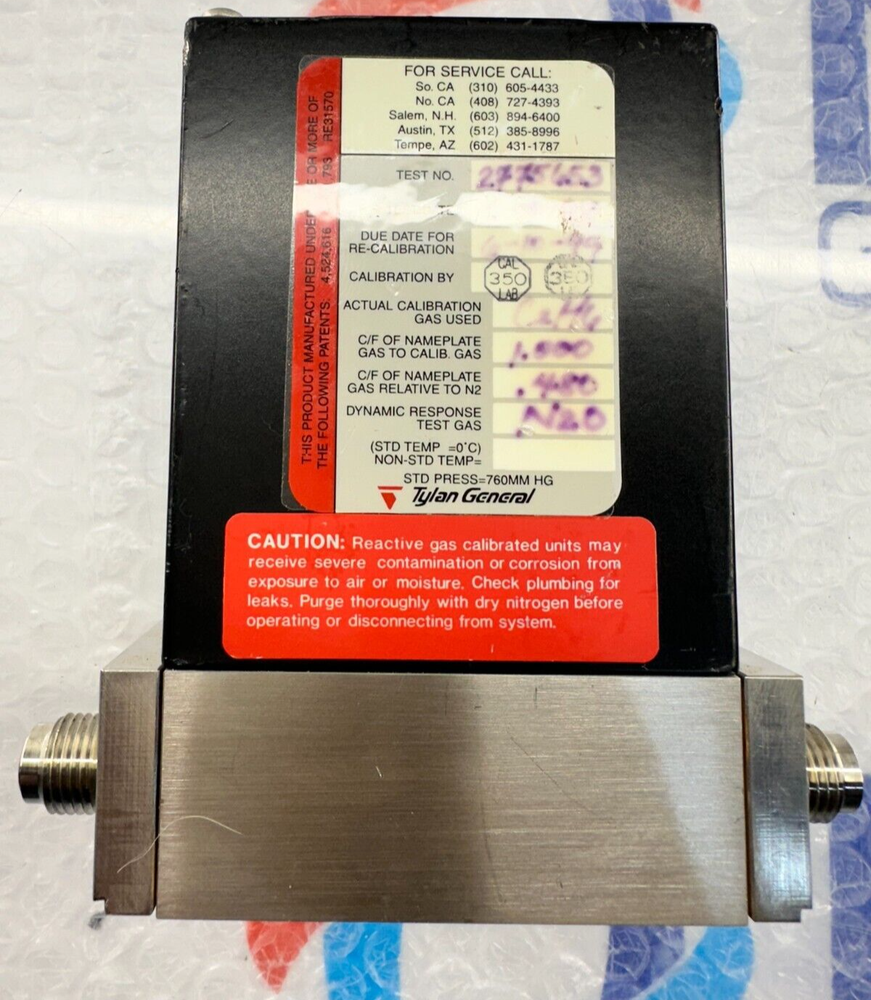 FOR SERVICE CALL:
So. CA (310) 605-4433
No. CA (408) 727-4393
Salem, N.H. (603) 894-6400
Austin, TX (512) 385-8996
Tempe, AZ (602) 431-1787
THIS PRODUCT MANUFACTURED UNDER OR MORE OF
THE FOLLOWING PATENTS: 4,524,616 RE31570
TEST NO.
DUE DATE FOR
RE-CALIBRATION
CALIBRATION BY CAL 350 LAB 350
ACTUAL CALIBRATION
GAS USED
C/F OF NAMEPLATE
GAS TO CALIB. GAS
C/F OF NAMEPLATE
GAS RELATIVE TO N2
DYNAMIC RESPONSE
TEST GAS N20
(STD TEMP =0°C)
NON-STD TEMP=
STD PRESS=760MM HG
Tylan General
CAUTION: Reactive gas calibrated units may
receive severe contamination or corrosion from
exposure to air or moisture. Check plumbing for
leaks. Purge thoroughly with dry nitrogen before
operating or disconnecting from system.